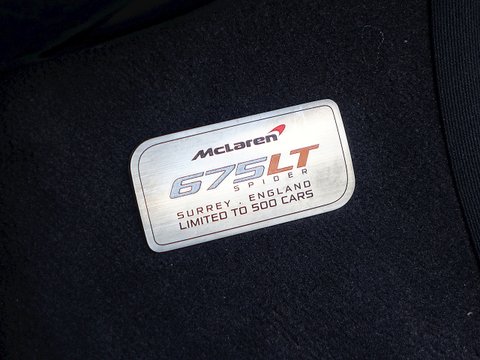 McLaren
675LT
SPIDER
SURREY . ENGLAND
LIMITED TO 500 CARS